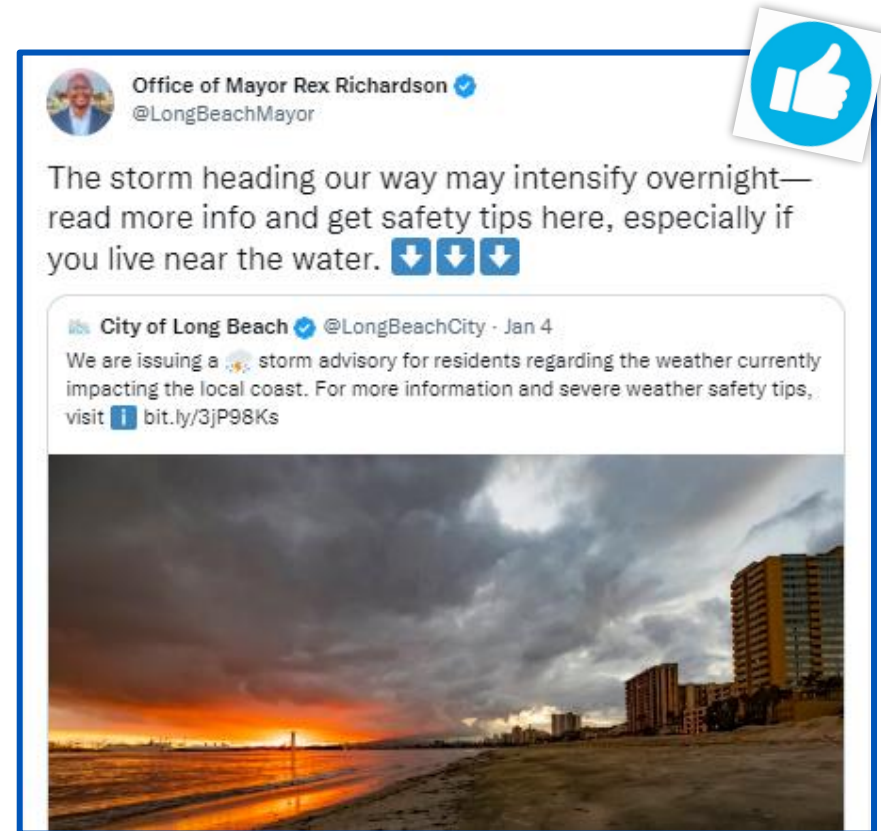 Office of Mayor Rex Richardson
@LongBeachMayor
The storm heading our way may intensify overnight—
read more info and get safety tips here, especially if
you live near the water. ⬇️⬇️⬇️
City of Long Beach @LongBeachCity · Jan 4
We are issuing a ⛈️ storm advisory for residents regarding the weather currently
impacting the local coast. For more information and severe weather safety tips,
visit ℹ️ bit.ly/3jP98Ks